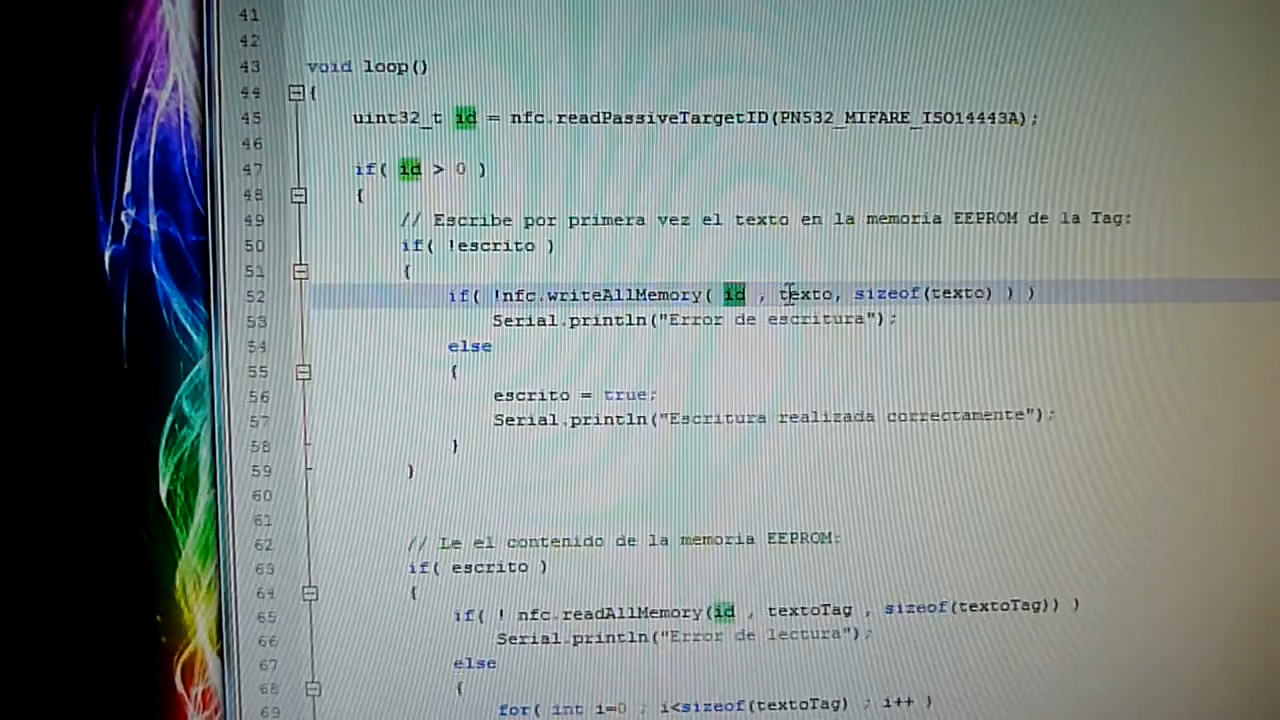 41
42
43 void loop()
44 {
45 uint32_t id = nfc.readPassiveTargetID(PN532_MIFARE_ISO14443A);
46
47 if( id > 0 )
48 {
49 // Escribe por primera vez el texto en la memoria EEPROM de la Tag:
50 if( !escrito )
51 {
52 if( !nfc.writeAllMemory( id , texto, sizeof(texto) ) )
53 Serial.println("Error de escritura");
54 else
55 {
56 escrito = true;
57 Serial.println("Escritura realizada correctamente");
58 }
59 }
60
61
62 // Le el contenido de la memoria EEPROM:
63 if( escrito )
64 {
65 if( ! nfc.readAllMemory(id , textoTag , sizeof(textoTag)) )
66 Serial.println("Error de lectura");
67 else
68 {
69 for( int i=0 ; i<sizeof(textoTag) ; i++ )